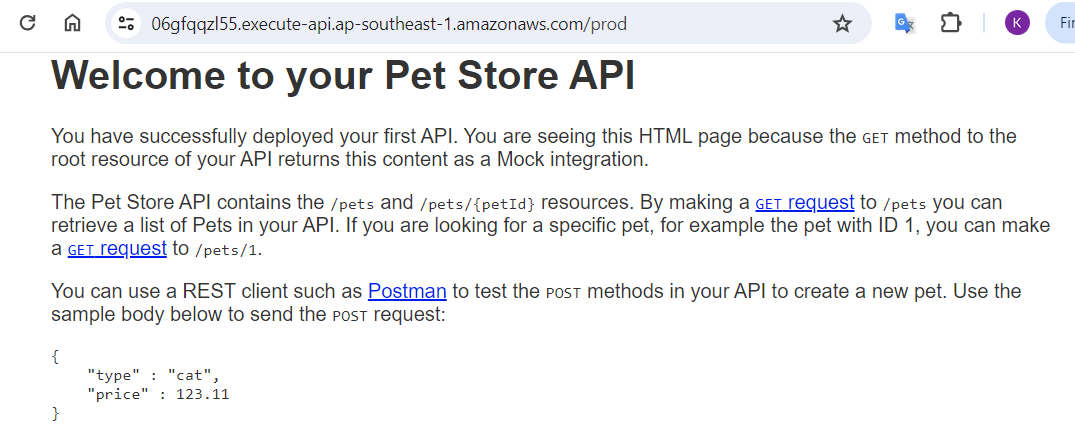 06gfqqzl55.execute-api.ap-southeast-1.amazonaws.com/prod
K
Fir
Welcome to your Pet Store API
You have successfully deployed your first API. You are seeing this HTML page because the GET method to the
root resource of your API returns this content as a Mock integration.
The Pet Store API contains the /pets and /pets/{petId} resources. By making a GET request to /pets you can
retrieve a list of Pets in your API. If you are looking for a specific pet, for example the pet with ID 1, you can make
a GET request to /pets/1.
You can use a REST client such as Postman to test the POST methods in your API to create a new pet. Use the
sample body below to send the POST request:
{
    "type" : "cat",
    "price" : 123.11
}